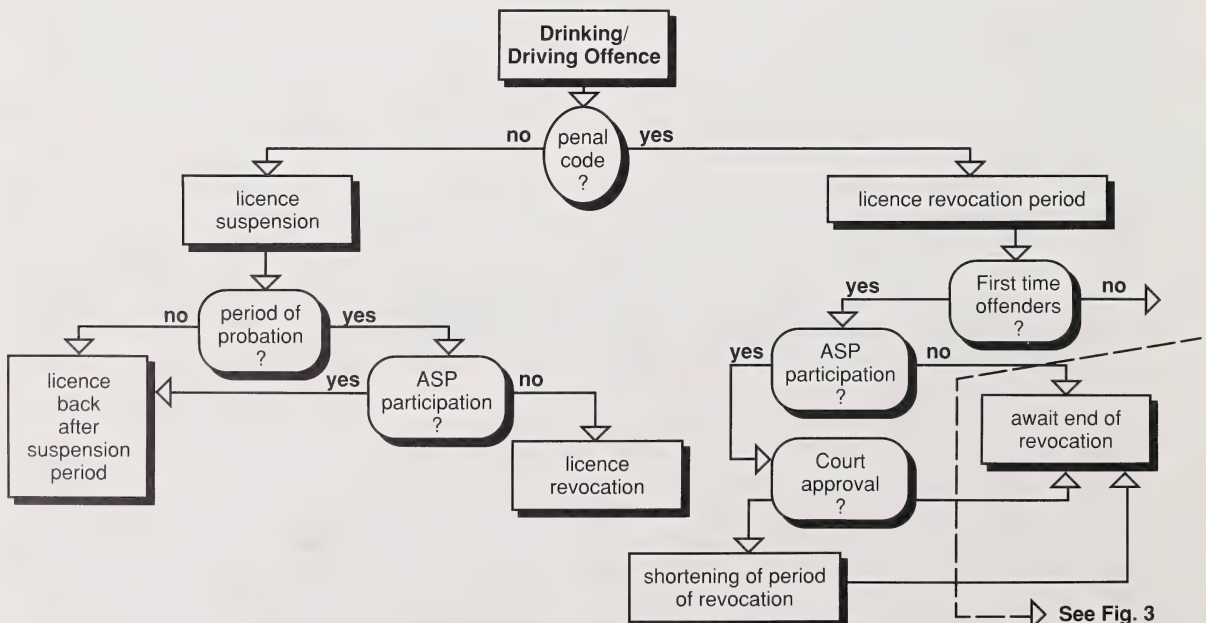 Drinking/
Driving Offence
no
penal
code
?
yes
licence
suspension
licence revocation period
no
period of
probation
?
yes
yes
First time
offenders
?
no
licence
back
after
suspension
period
yes
ASP
participation
?
no
yes
ASP
participation
?
no
await end of
revocation
licence
revocation
Court
approval
?
shortening of period
of revocation
See Fig. 3